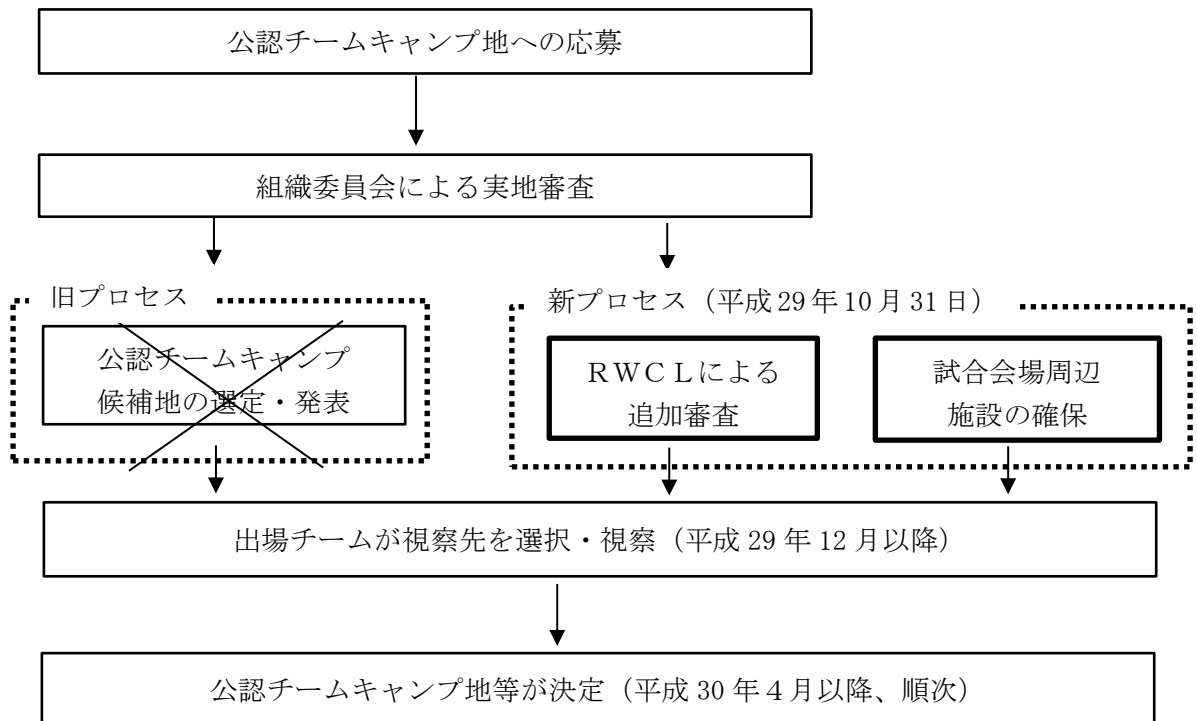 公認チームキャンプ地への応募
組織委員会による実地審査
旧プロセス
新プロセス（平成29年10月31日）
公認チームキャンプ
候補地の選定・発表
ＲＷＣＬによる
追加審査
試合会場周辺
施設の確保
出場チームが視察先を選択・視察（平成29年12月以降）
公認チームキャンプ地等が決定（平成30年４月以降、順次）